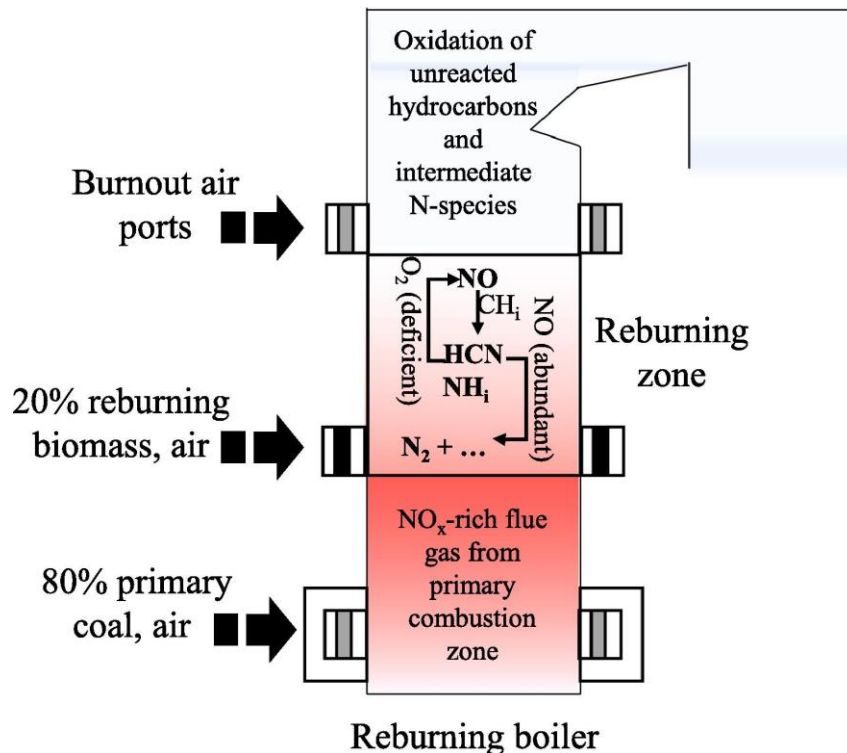 Oxidation of
unreacted
hydrocarbons
and
intermediate
N-species
Burnout air
ports
O₂ (deficient)
NO
CHᵢ
HCN
NHᵢ
NO (abundant)
N₂ + ...
Reburning
zone
20% reburning
biomass, air
NOₓ-rich flue
gas from
primary
combustion
zone
80% primary
coal, air
Reburning boiler